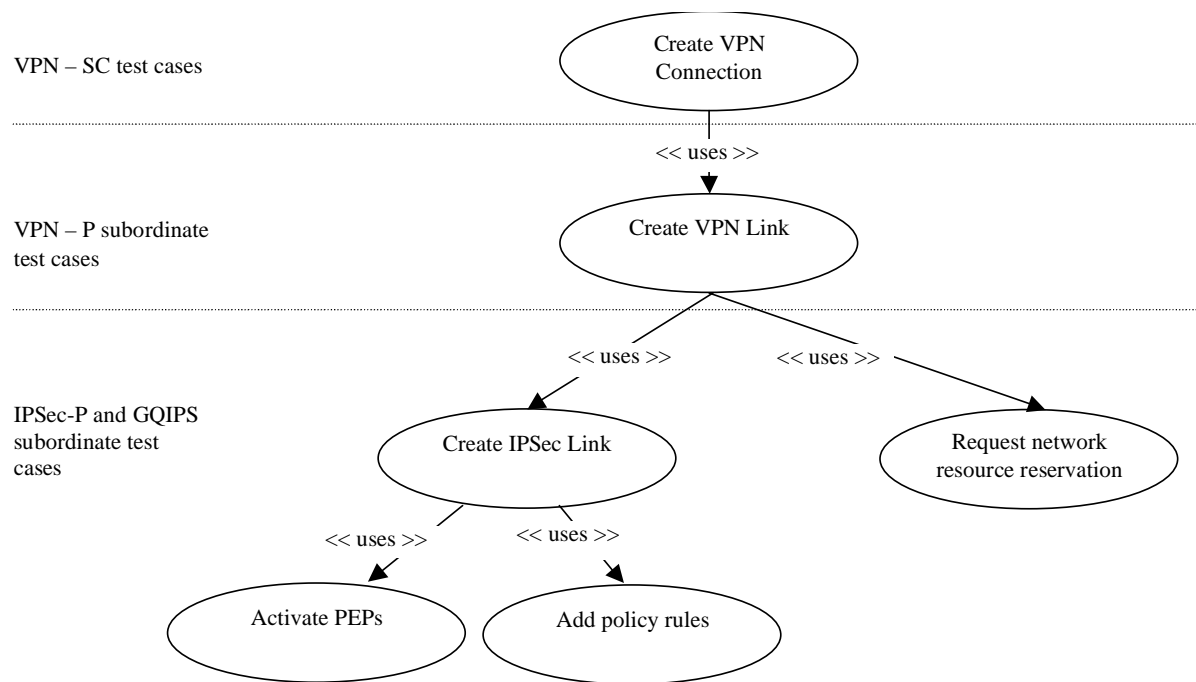 Create VPN
Connection
VPN – SC test cases
<< uses >>
VPN – P subordinate
test cases
Create VPN Link
<< uses >>
<< uses >>
IPSec-P and GQIPS
subordinate test
cases
Create IPSec Link
Request network
resource reservation
<< uses >>
<< uses >>
Activate PEPs
Add policy rules